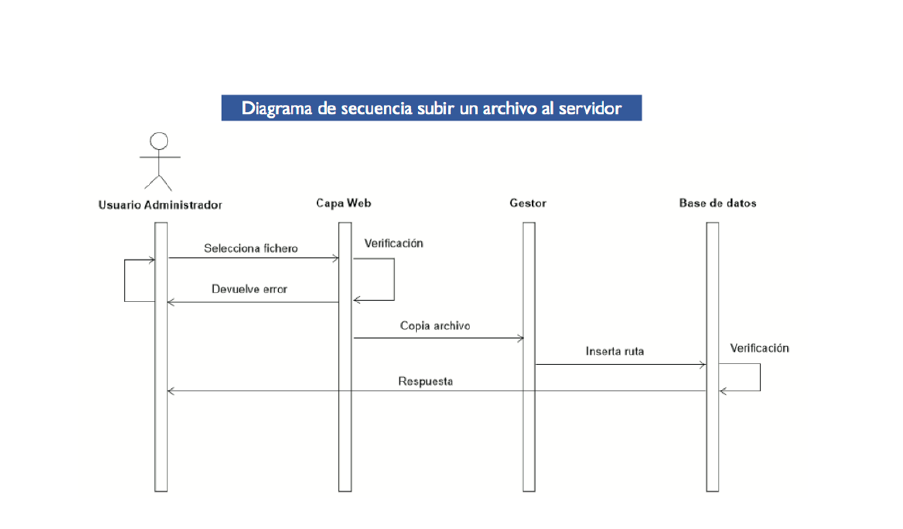 Diagrama de secuencia subir un archivo al servidor
Usuario Administrador
Capa Web
Gestor
Base de datos
Selecciona fichero
Verificación
Devuelve error
Copia archivo
Inserta ruta
Verificación
Respuesta